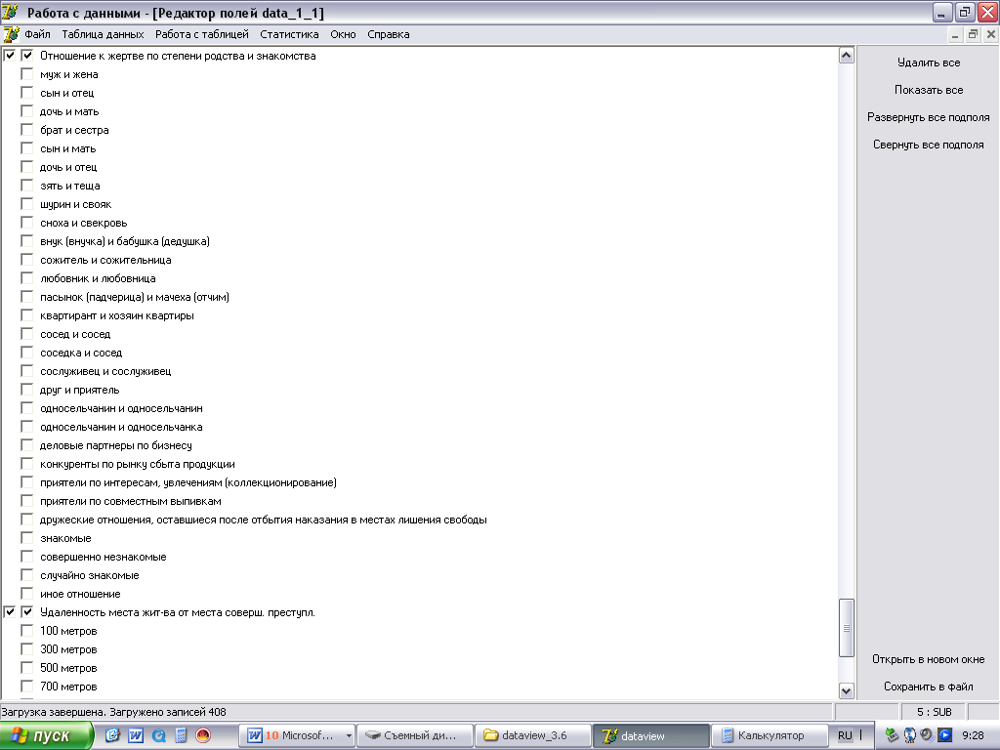 Работа с данными - [Редактор полей data_1_1]
Файл Таблица данных Работа с таблицей Статистика Окно Справка
Отношение к жертве по степени родства и знакомства
муж и жена
сын и отец
дочь и мать
брат и сестра
сын и мать
дочь и отец
зять и теща
шурин и свояк
сноха и свекровь
внук (внучка) и бабушка (дедушка)
сожитель и сожительница
любовник и любовница
пасынок (падчерица) и мачеха (отчим)
квартирант и хозяин квартиры
сосед и сосед
соседка и сосед
сослуживец и сослуживец
друг и приятель
односельчанин и односельчанин
односельчанин и односельчанка
деловые партнеры по бизнесу
конкуренты по рынку сбыта продукции
приятели по интересам, увлечениям (коллекционирование)
приятели по совместным выпивкам
дружеские отношения, оставшиеся после отбытия наказания в местах лишения свободы
знакомые
совершенно незнакомые
случайно знакомые
иное отношение
Удаленность места жит-ва от места соверш. преступл.
100 метров
300 метров
500 метров
700 метров
Удалить все
Показать все
Развернуть все подполя
Свернуть все подполя
Открыть в новом окне
Сохранить в файл
Загрузка завершена. Загружено записей 408
5 : SUB
пуск
10 Microsof...
Съемный ди...
dataview_3.6
dataview
Калькулятор
RU
9:28